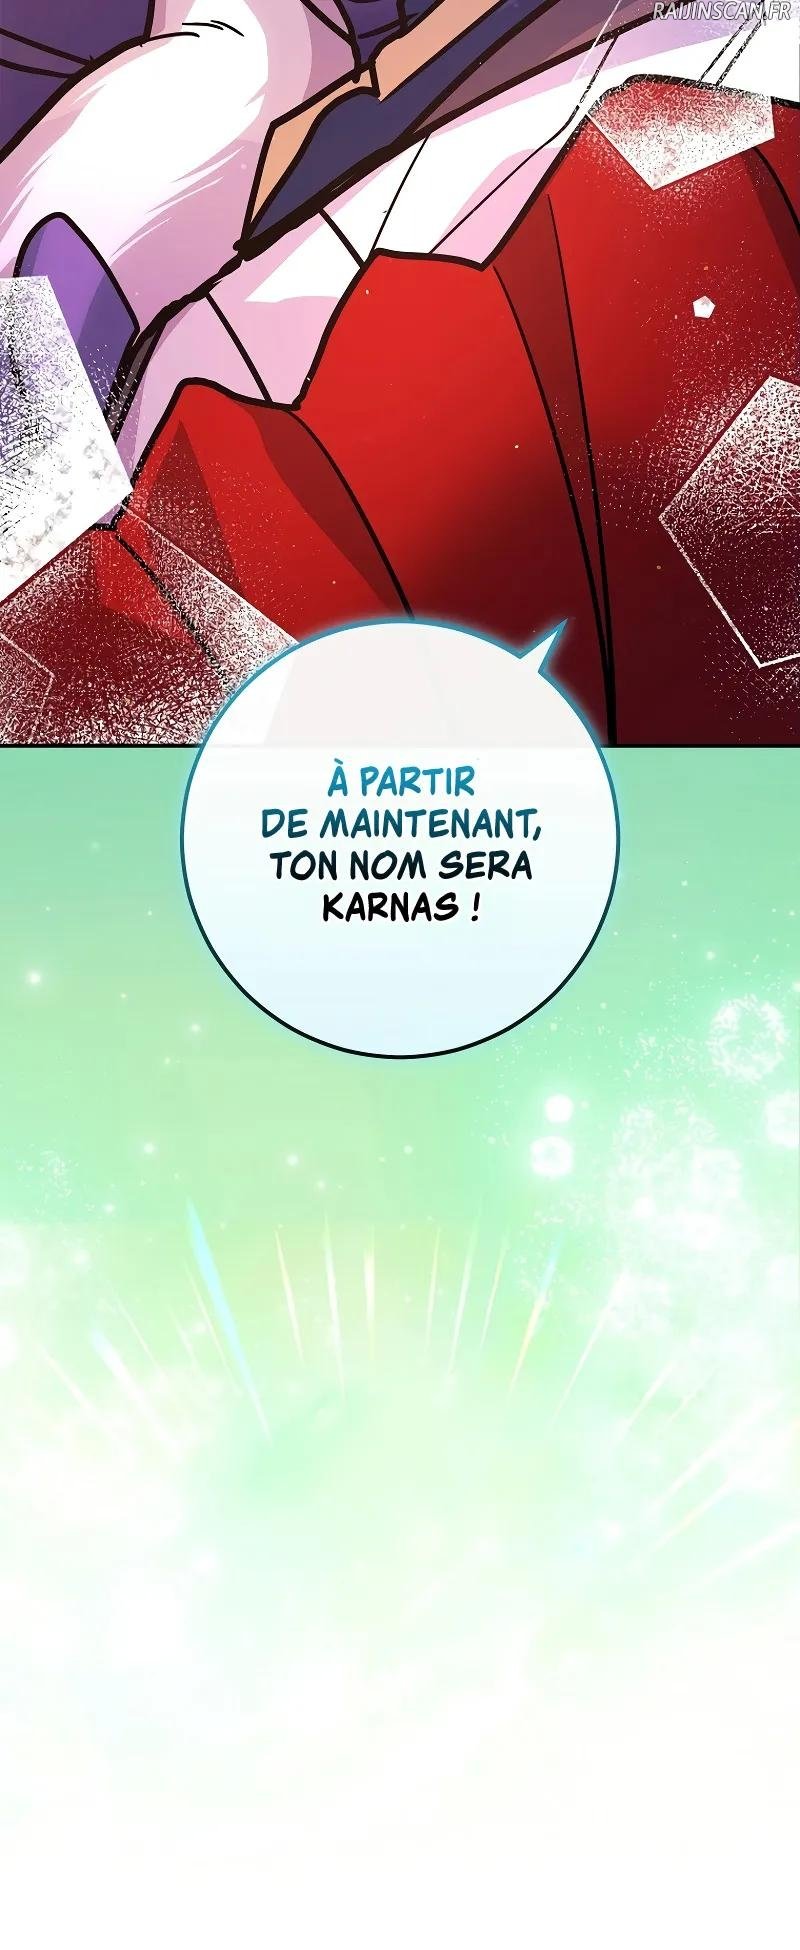 RAIJINSCAN.FR
À PARTIR
DE MAINTENANT,
TON NOM SERA
KARNAS !